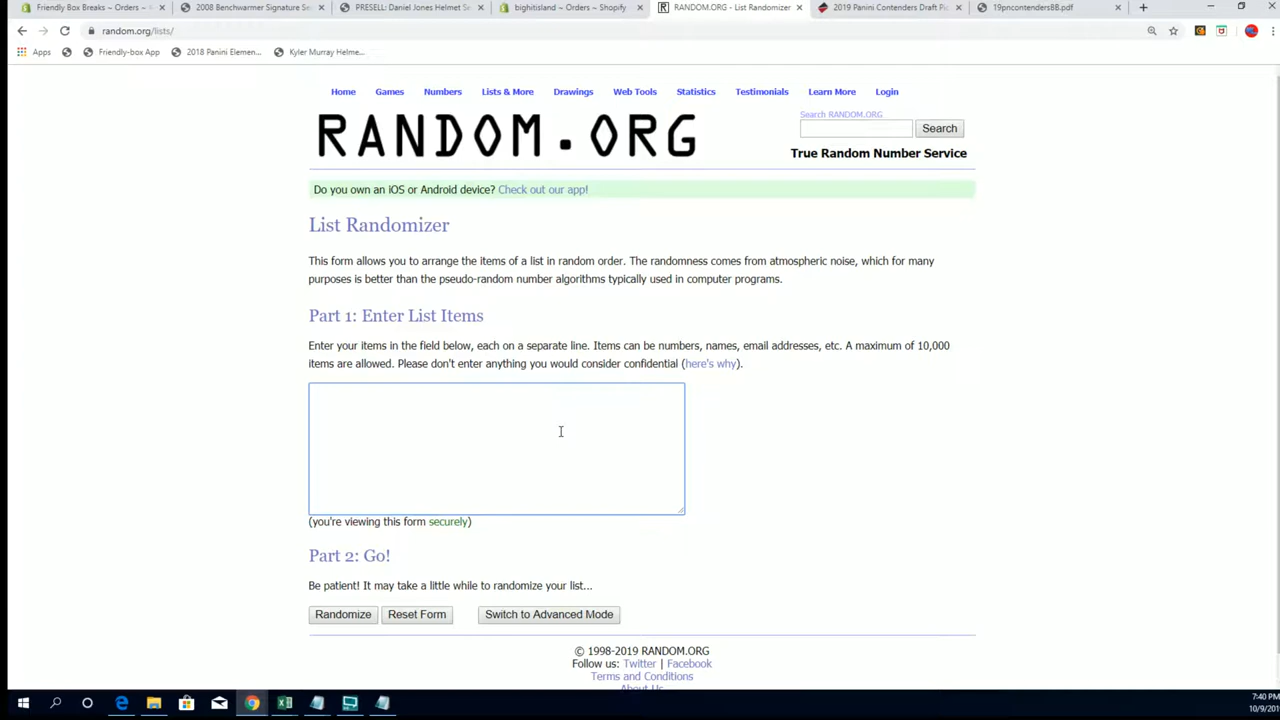 Friendly Box Breaks ~ Orders ~
2008 Benchwarmer Signature Se
PRESELL: Daniel Jones Helmet S
bighitisland ~ Orders ~ Shopify
RANDOM.ORG - List Randomizer
2019 Panini Contenders Draft Pic
19pncontenders8B.pdf
random.org/lists/
Apps
Friendly-box App
2018 Panini Elemen...
Kyler Murray Helme...
Home Games Numbers Lists & More Drawings Web Tools Statistics Testimonials Learn More Login
RANDOM.ORG
Search RANDOM.ORG
Search
True Random Number Service
Do you own an iOS or Android device? Check out our app!
List Randomizer
This form allows you to arrange the items of a list in random order. The randomness comes from atmospheric noise, which for many
purposes is better than the pseudo-random number algorithms typically used in computer programs.
Part 1: Enter List Items
Enter your items in the field below, each on a separate line. Items can be numbers, names, email addresses, etc. A maximum of 10,000
items are allowed. Please don't enter anything you would consider confidential (here's why).
(you're viewing this form securely)
Part 2: Go!
Be patient! It may take a little while to randomize your list...
Randomize
Reset Form
Switch to Advanced Mode
© 1998-2019 RANDOM.ORG
Follow us: Twitter | Facebook
Terms and Conditions
About Us
7:40 PM
10/9/201